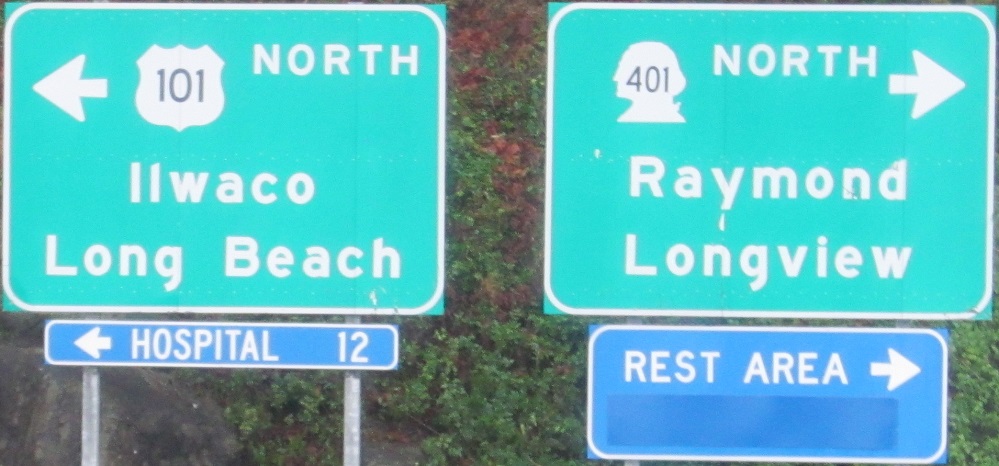 101 NORTH
Ilwaco
Long Beach
HOSPITAL 12
401 NORTH
Raymond
Longview
REST AREA